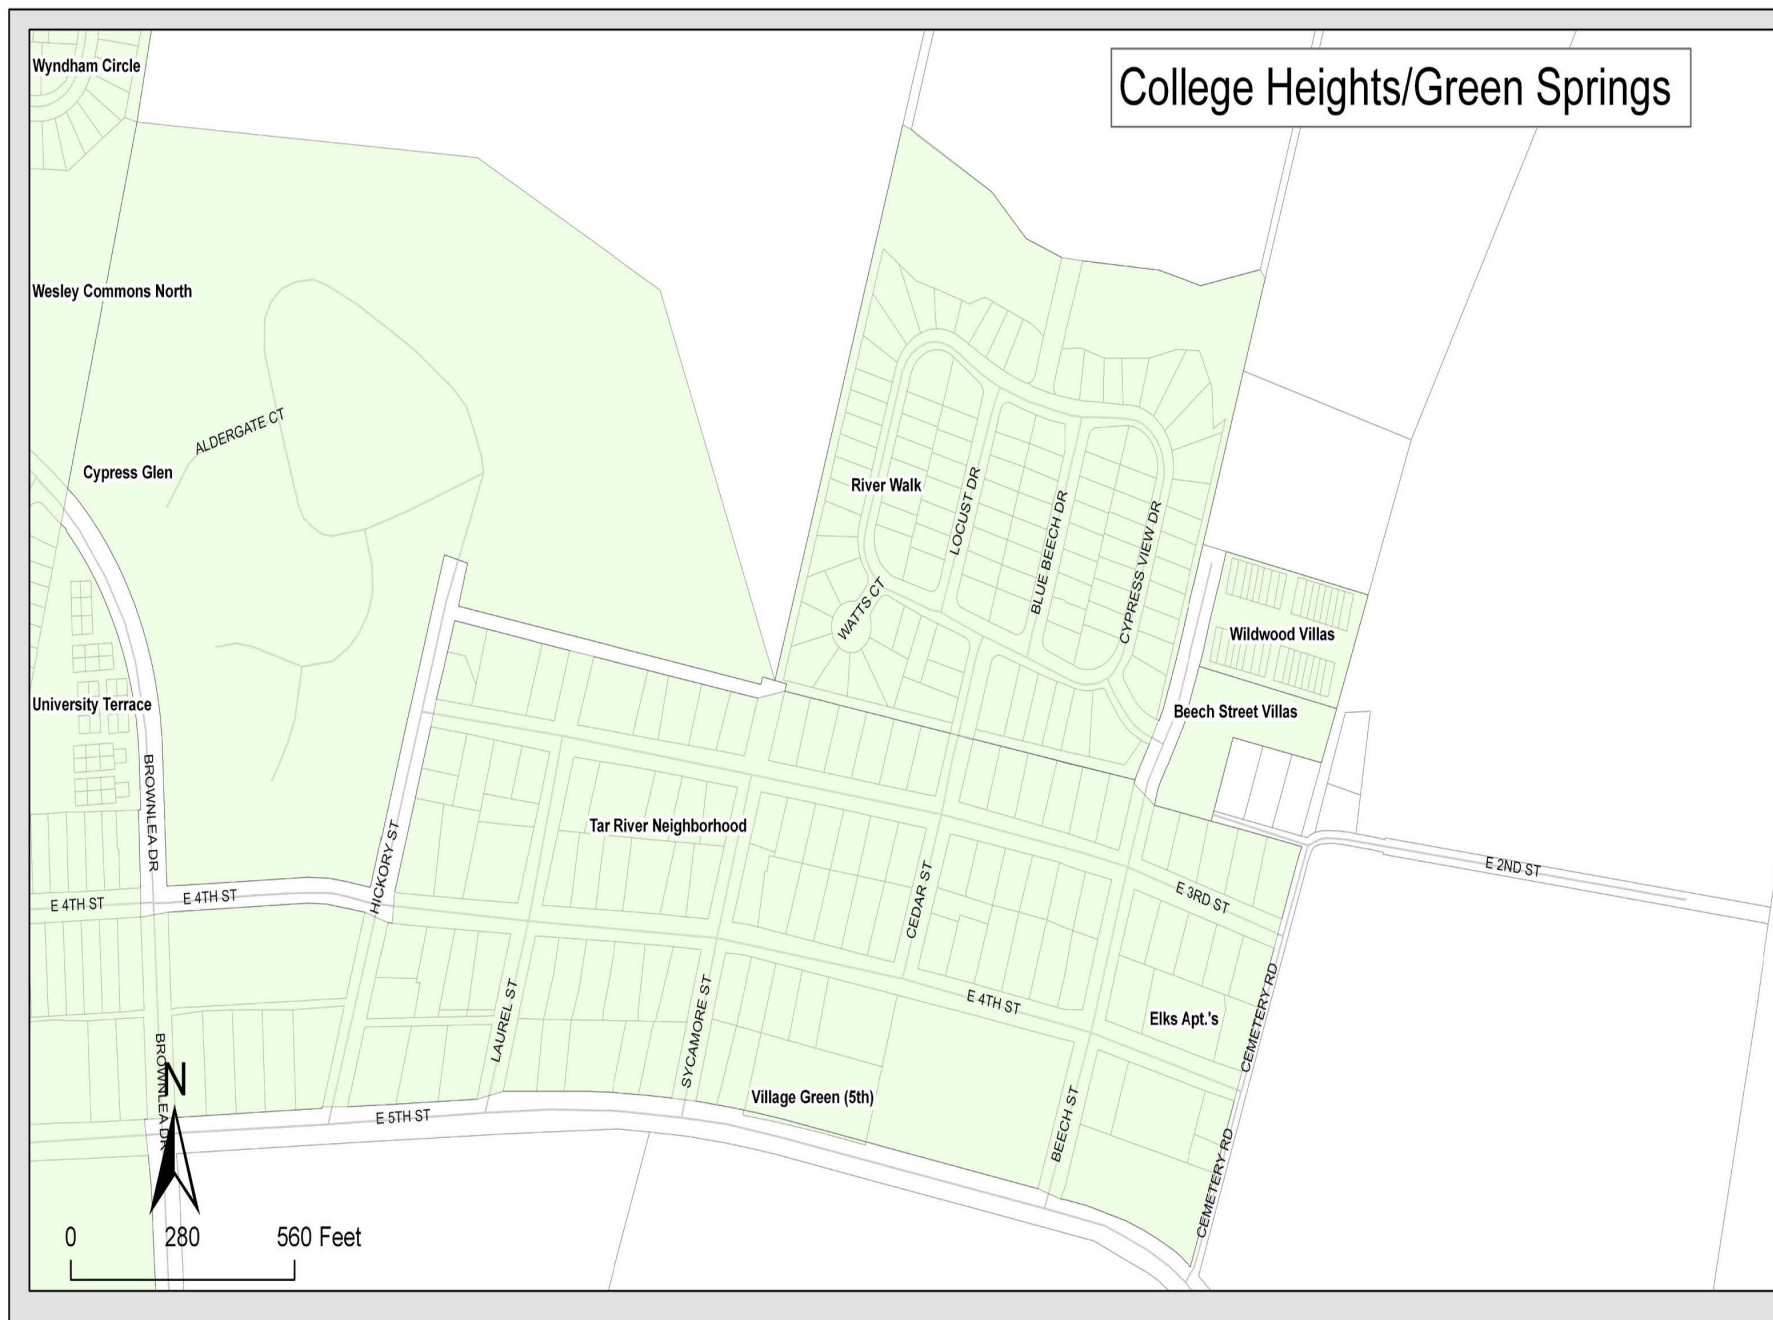 College Heights/Green Springs
Wyndham Circle
Wesley Commons North
ALDERGATE CT
Cypress Glen
River Walk
LOCUST DR
BLUE BEECH DR
CYPRESS VIEW DR
WATTS CT
Wildwood Villas
University Terrace
Beech Street Villas
BROWNLEA DR
Tar River Neighborhood
HICKORY ST
E 2ND ST
E 4TH ST
E 4TH ST
CEDAR ST
E 3RD ST
LAUREL ST
SYCAMORE ST
E 4TH ST
Elks Apt.'s
CEMETERY RD
BROWNLEA DR
N
Village Green (5th)
E 5TH ST
BEECH ST
CEMETERY RD
0 280 560 Feet